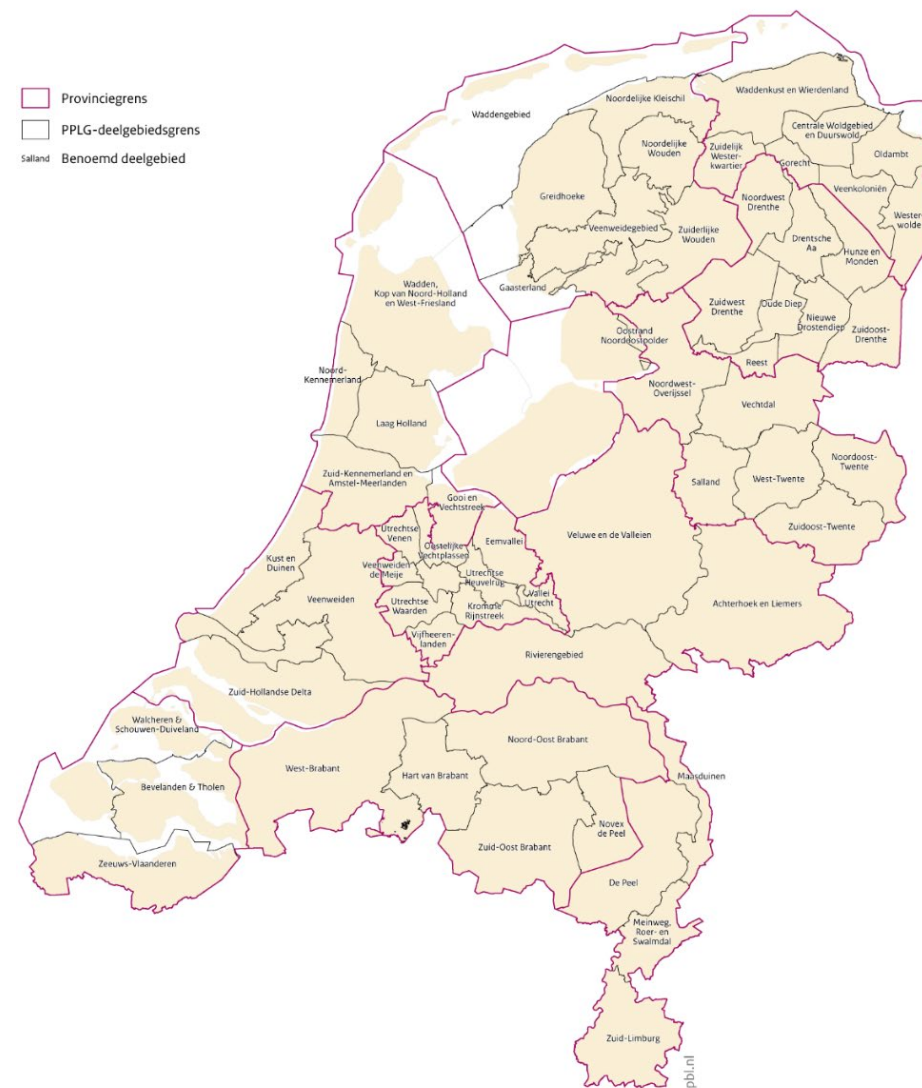 Provinciegrens
PPLG-deelgebiedsgrens
Salland Benoemd deelgebied
Waddengebied
Noordelijke Kleischil
Waddenkust en Wierdenland
Noordelijke
Wouden
Zuidelijk
Wester-
kwartier
Centrale Woldgebied
en Duurswold
Gorecht
Oldambt
Veenkoloniën
Wester-
wolde
Greidhoeke
Veenweidegebied
Zuiderlijke
Wouden
Noordwest
Drenthe
Drentsche
Aa
Hunze en
Monden
Gaasterland
Wadden,
Kop van Noord-Holland
en West-Friesland
Zuidwest
Drenthe
Oude Diep
Nieuwe
Drostendiep
Zuidoost-
Drenthe
Oostrand
Noordoostpolder
Reest
Noord-
Kennemerland
Noordwest-
Overijssel
Vechtdal
Laag Holland
Noordoost-
Twente
Zuid-Kennemerland en
Amstel-Meerlanden
Salland
West-Twente
Gooi en
Vechtstreek
Zuidoost-Twente
Utrechtse
Venen
Oostelijke
Vechtplassen
Eemvallei
Veluwe en de Valleien
Kust en
Duinen
Veenweiden
de Meije
Utrechtse
Heuvelrug
Vallei
Utrecht
Veenweiden
Utrechtse
Waarden
Kromme
Rijnstreek
Achterhoek en Liemers
Vijfheeren-
landen
Rivierengebied
Zuid-Hollandse Delta
Walcheren &
Schouwen-Duiveland
Noord-Oost Brabant
West-Brabant
Hart van Brabant
Maasduinen
Bevelanden & Tholen
Novex
de Peel
Zuid-Oost Brabant
Zeeuws-Vlaanderen
De Peel
Meinweg,
Roer- en
Swalmdal
Zuid-Limburg
pbl.nl